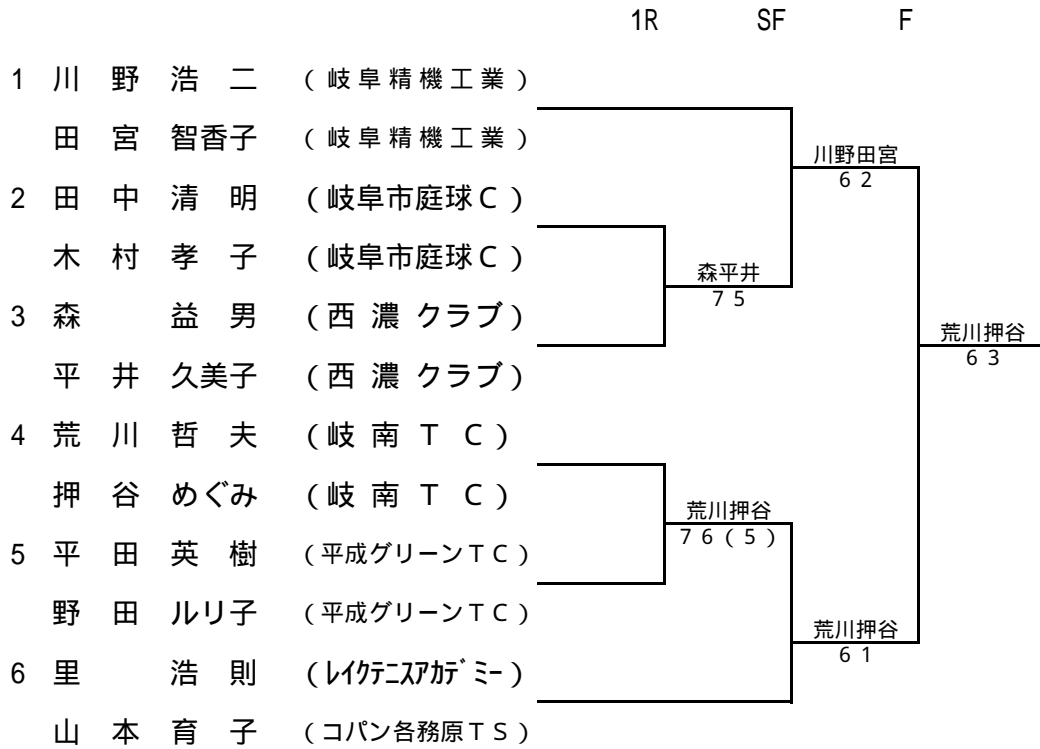 1R SF F
1 川 野 浩 二 (岐阜精機工業)
田 宮 智香子 (岐阜精機工業)
川野田宮
6 2
2 田 中 清 明 (岐阜市庭球C)
木 村 孝 子 (岐阜市庭球C)
森平井
7 5
3 森 益 男 (西 濃 クラブ)
荒川押谷
6 3
平 井 久美子 (西 濃 クラブ)
4 荒 川 哲 夫 (岐 南 T C)
押 谷 めぐみ (岐 南 T C)
荒川押谷
7 6 ( 5 )
5 平 田 英 樹 (平成グリーンTC)
野 田 ルリ子 (平成グリーンTC)
荒川押谷
6 1
6 里 浩 則 (レイクテニスアカデミー)
山 本 育 子 (コパン各務原TS)